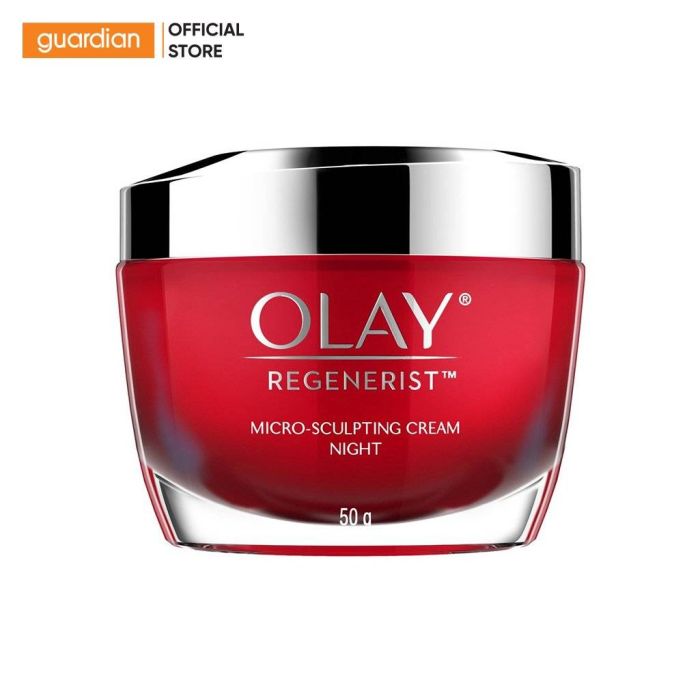 guardian
OFFICIAL
STORE
OLAY®
REGENERIST™
MICRO-SCULPTING CREAM
NIGHT
50 g